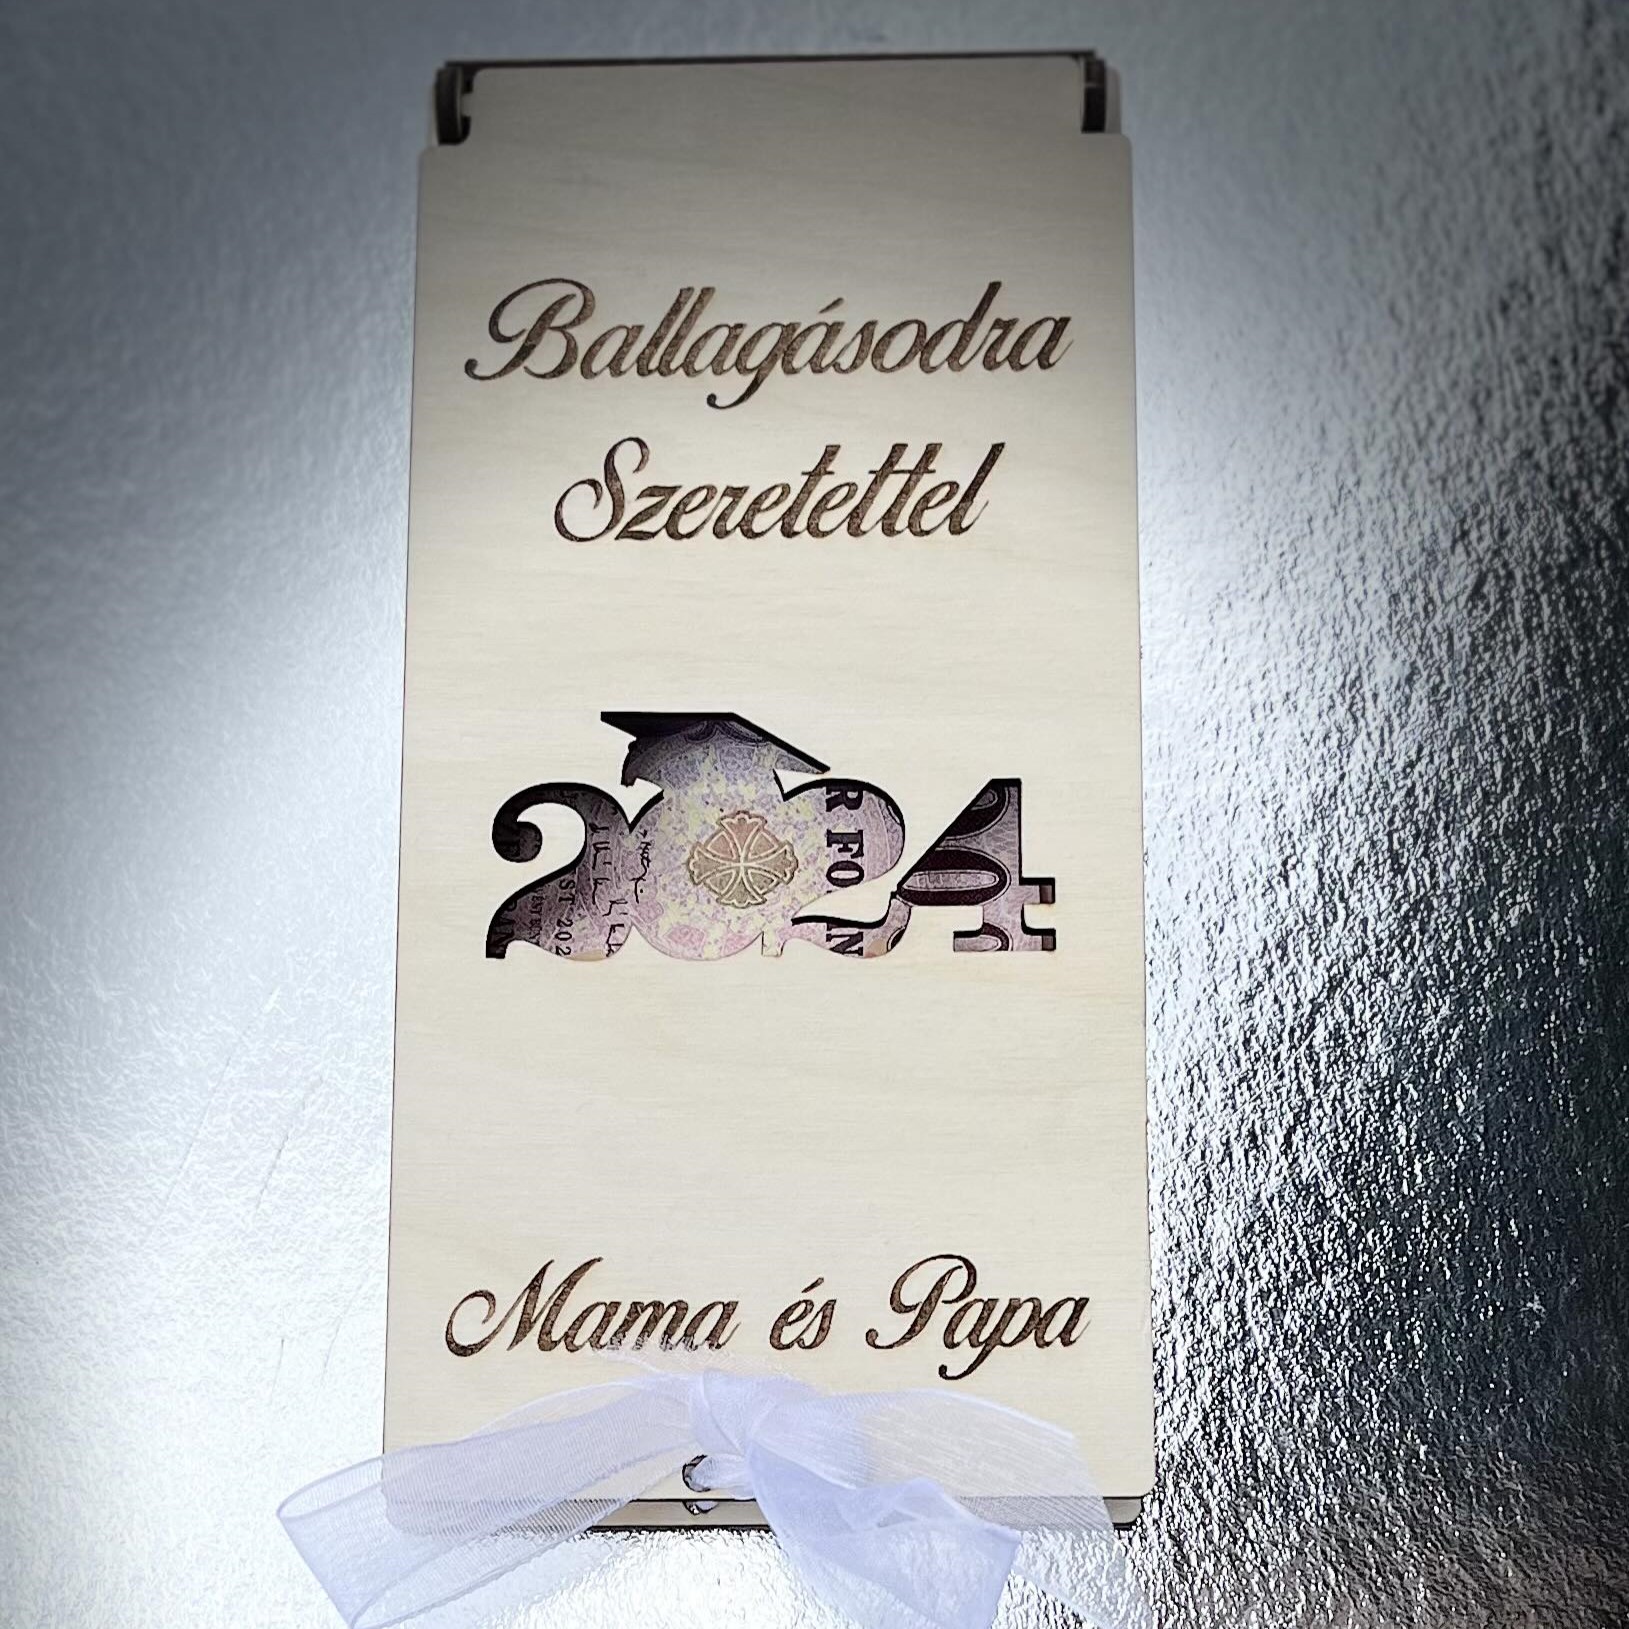 Ballagásodra
Szeretettel
2024
Mama és Papa